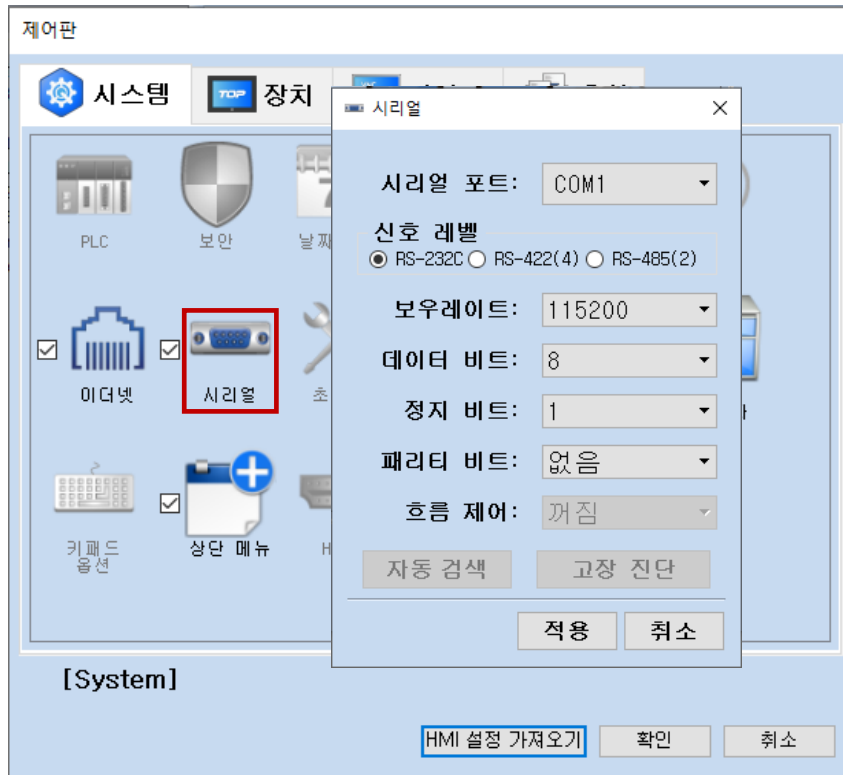 제어판
시스템
TOP
장치
시리얼
PLC
보안
날짜
시리얼 포트: COM1
신호 레벨
RS-232C RS-422(4) RS-485(2)
보우레이트: 115200
데이터 비트: 8
정지 비트: 1
패리티 비트: 없음
흐름 제어: 꺼짐
자동 검색 고장 진단
적용 취소
이더넷
시리얼
초
키패드
옵션
상단 메뉴
H
[System]
HMI 설정 가져오기 확인 취소